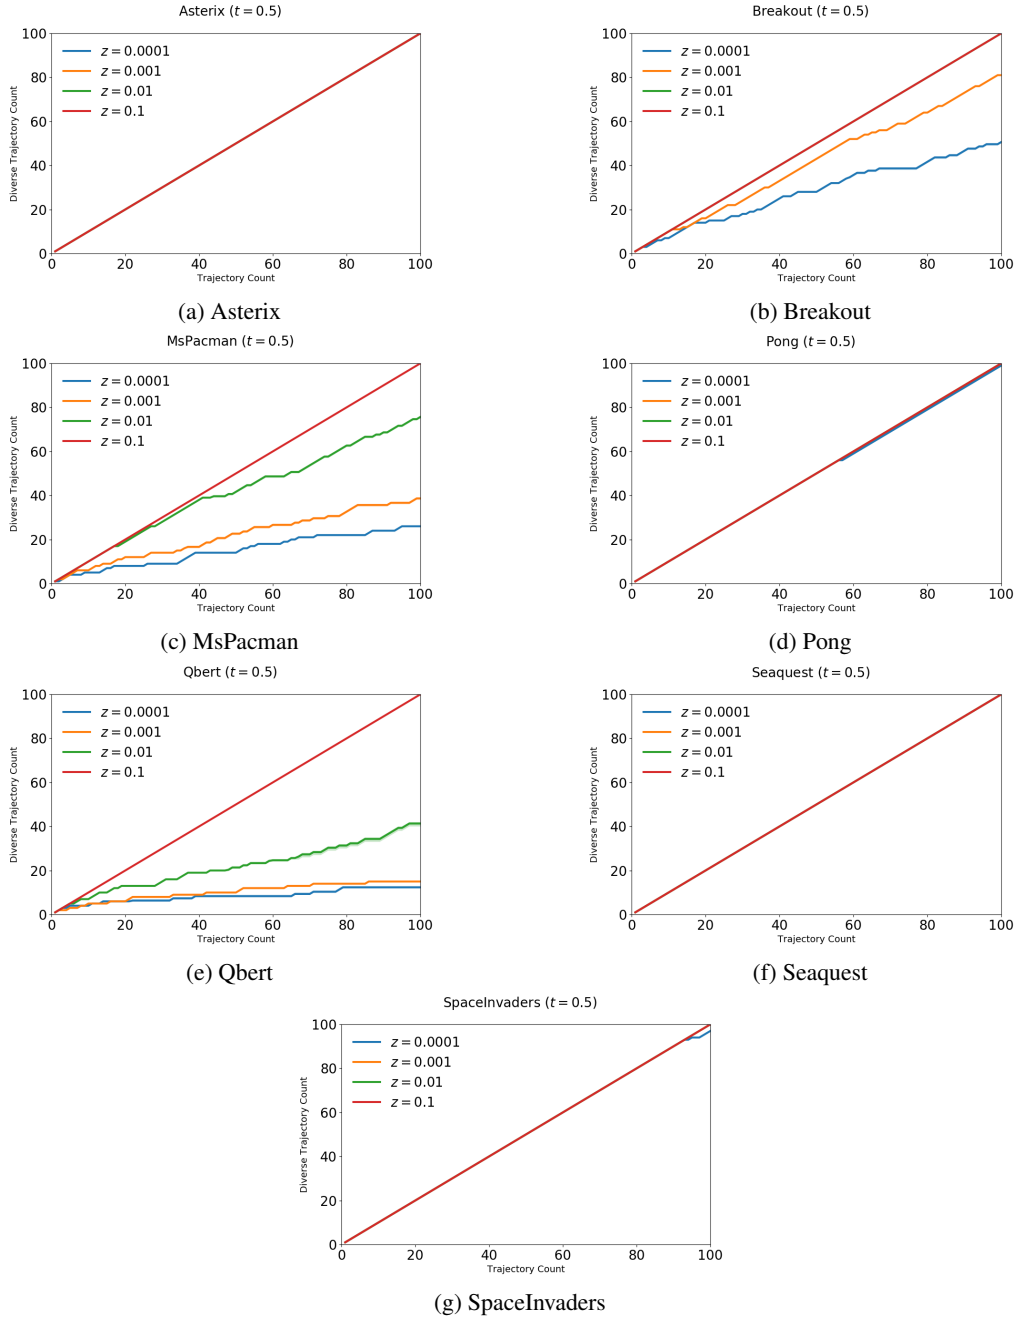 Asterix (t = 0.5)
Diverse Trajectory Count
100
80
60
40
20
0
z = 0.0001
z = 0.001
z = 0.01
z = 0.1
0 20 40 60 80 100
Trajectory Count
(a) Asterix
Breakout (t = 0.5)
Diverse Trajectory Count
100
80
60
40
20
0
z = 0.0001
z = 0.001
z = 0.01
z = 0.1
0 20 40 60 80 100
Trajectory Count
(b) Breakout
MsPacman (t = 0.5)
Diverse Trajectory Count
100
80
60
40
20
0
z = 0.0001
z = 0.001
z = 0.01
z = 0.1
0 20 40 60 80 100
Trajectory Count
(c) MsPacman
Pong (t = 0.5)
Diverse Trajectory Count
100
80
60
40
20
0
z = 0.0001
z = 0.001
z = 0.01
z = 0.1
0 20 40 60 80 100
Trajectory Count
(d) Pong
Qbert (t = 0.5)
Diverse Trajectory Count
100
80
60
40
20
0
z = 0.0001
z = 0.001
z = 0.01
z = 0.1
0 20 40 60 80 100
Trajectory Count
(e) Qbert
Seaquest (t = 0.5)
Diverse Trajectory Count
100
80
60
40
20
0
z = 0.0001
z = 0.001
z = 0.01
z = 0.1
0 20 40 60 80 100
Trajectory Count
(f) Seaquest
SpaceInvaders (t = 0.5)
Diverse Trajectory Count
100
80
60
40
20
0
z = 0.0001
z = 0.001
z = 0.01
z = 0.1
0 20 40 60 80 100
Trajectory Count
(g) SpaceInvaders